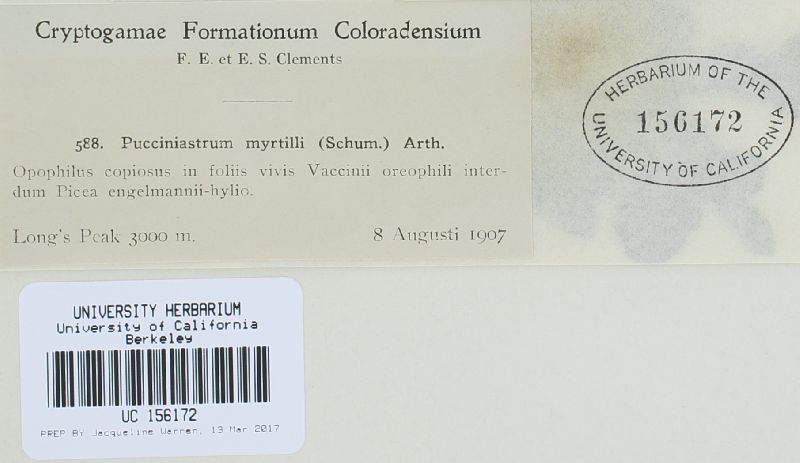 Cryptogamae Formationum Coloradensium
F. E. et E. S. Clements
588. Pucciniastrum myrtilli (Schum.) Arth.
Opophilus copiosus in foliis vivis Vaccinii oreophili inter-
dum Picea engelmannii-hylio.
Long's Peak 3000 m. 8 Augusti 1907
HERBARIUM OF THE
156172
UNIVERSITY OF CALIFORNIA
UNIVERSITY HERBARIUM
University of California
Berkeley
UC 156172
PREP BY Jacqueline Warren, 13 Mar 2017